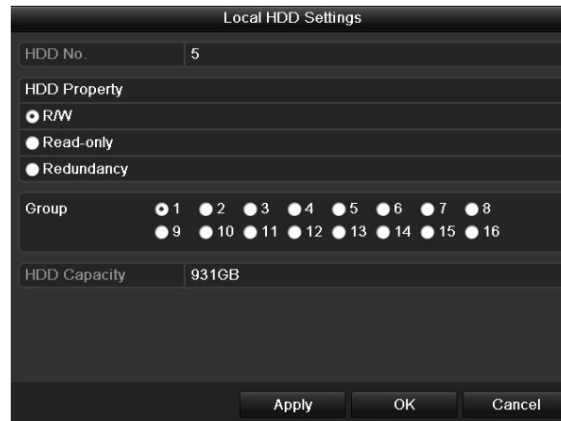 Local HDD Settings
HDD No. 5
HDD Property
R/W
Read-only
Redundancy
Group 1 2 3 4 5 6 7 8
9 10 11 12 13 14 15 16
HDD Capacity 931GB
Apply OK Cancel